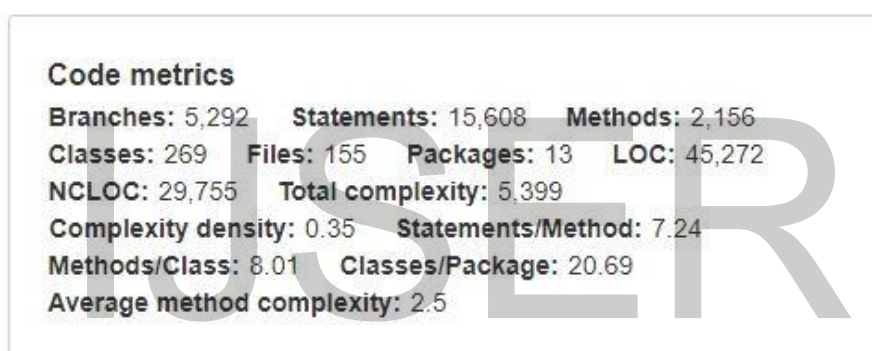 Code metrics
Branches: 5,292 Statements: 15,608 Methods: 2,156
Classes: 269 Files: 155 Packages: 13 LOC: 45,272
NCLOC: 29,755 Total complexity: 5,399
Complexity density: 0.35 Statements/Method: 7.24
Methods/Class: 8.01 Classes/Package: 20.69
Average method complexity: 2.5
IJSER